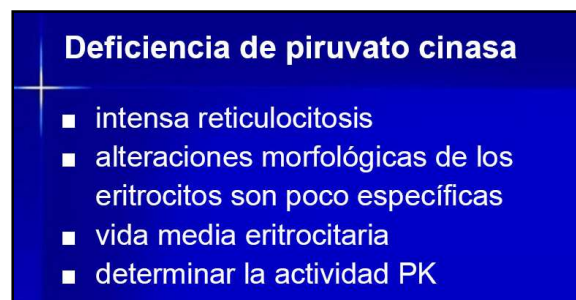 Deficiencia de piruvato cinasa
■ intensa reticulocitosis
■ alteraciones morfológicas de los
eritrocitos son poco específicas
■ vida media eritrocitaria
■ determinar la actividad PK